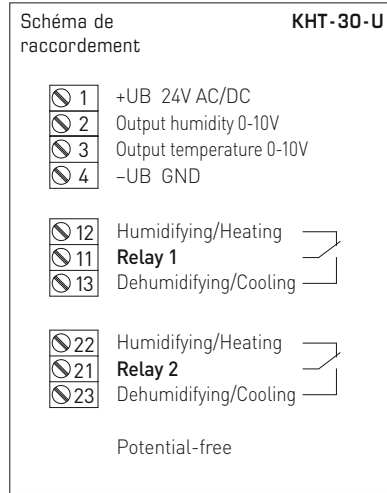 Schéma de KHT-30-U
raccordement
1 +UB 24V AC/DC
2 Output humidity 0-10V
3 Output temperature 0-10V
4 –UB GND
12 Humidifying/Heating
11 Relay 1
13 Dehumidifying/Cooling
22 Humidifying/Heating
21 Relay 2
23 Dehumidifying/Cooling
Potential-free